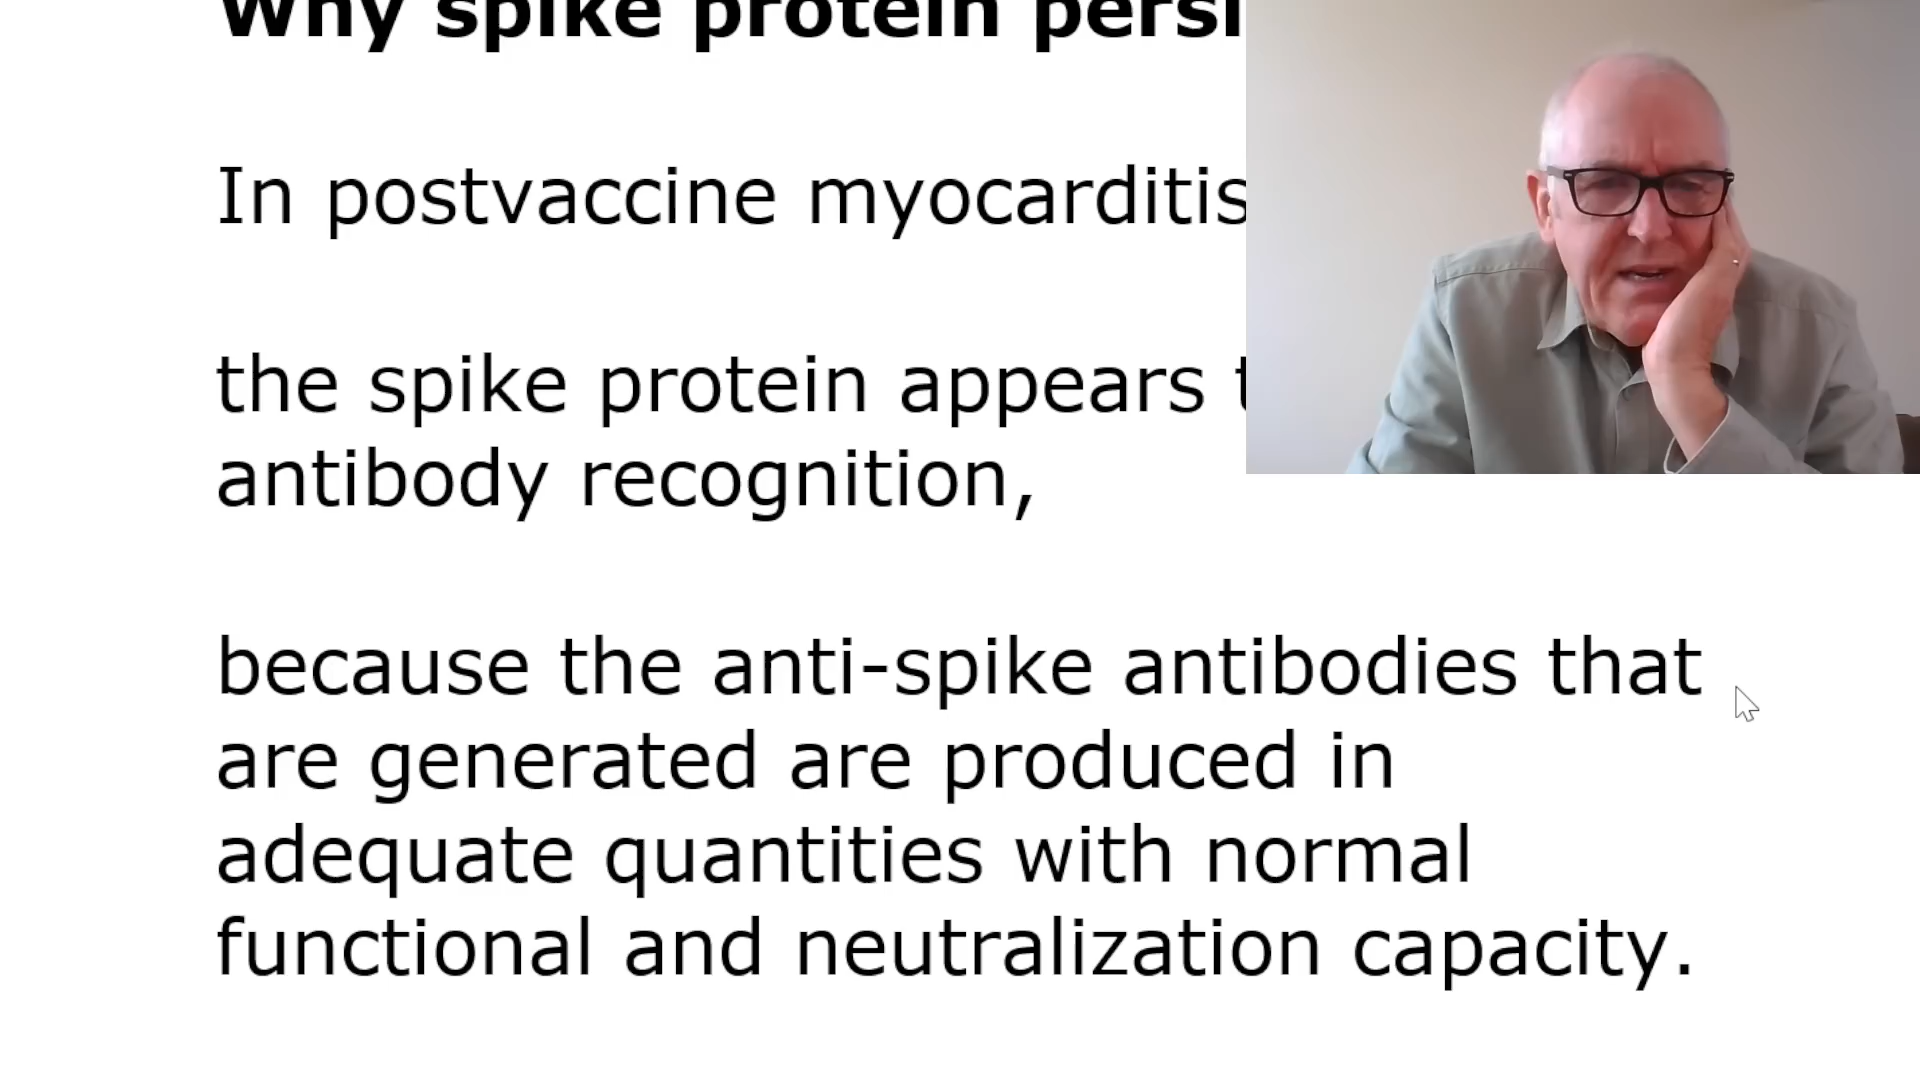 Why spike protein
In postvaccine myocarditis
the spike protein appears
antibody recognition,
because the anti-spike antibodies that
are generated are produced in
adequate quantities with normal
functional and neutralization capacity.